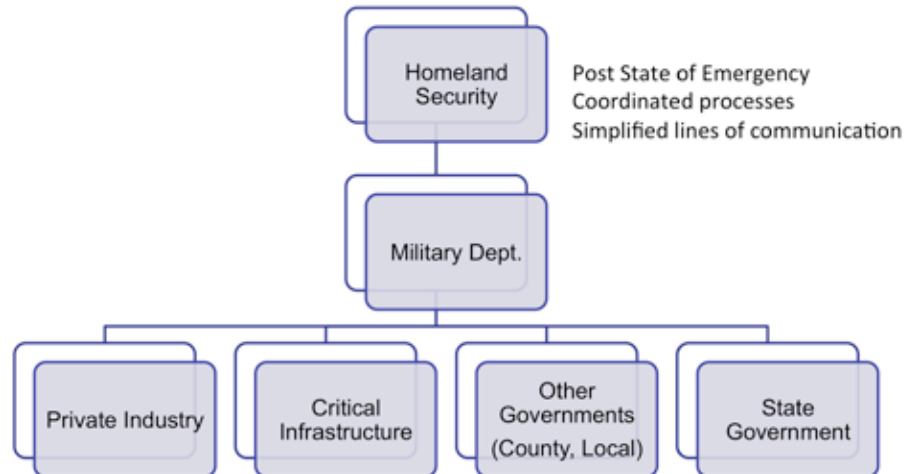 Homeland
Security
Post State of Emergency
Coordinated processes
Simplified lines of communication
Military Dept.
Private Industry
Critical
Infrastructure
Other
Governments
(County, Local)
State
Government